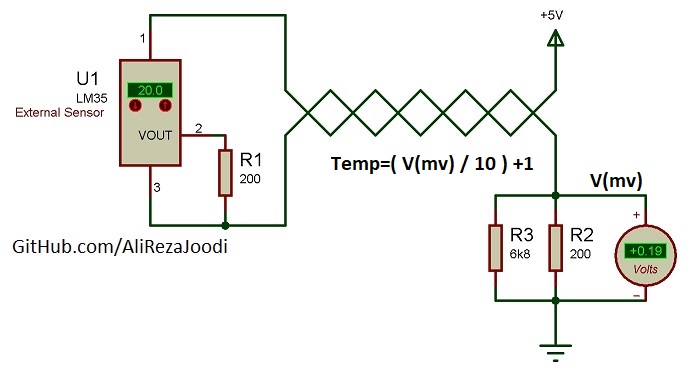 +5V
1
U1
LM35
External Sensor
20.0
VOUT
2
R1
200
3
Temp=( V(mv) / 10 ) +1
V(mv)
GitHub.com/AliRezaJoodi
R3
6k8
R2
200
+
+0.19
Volts
−